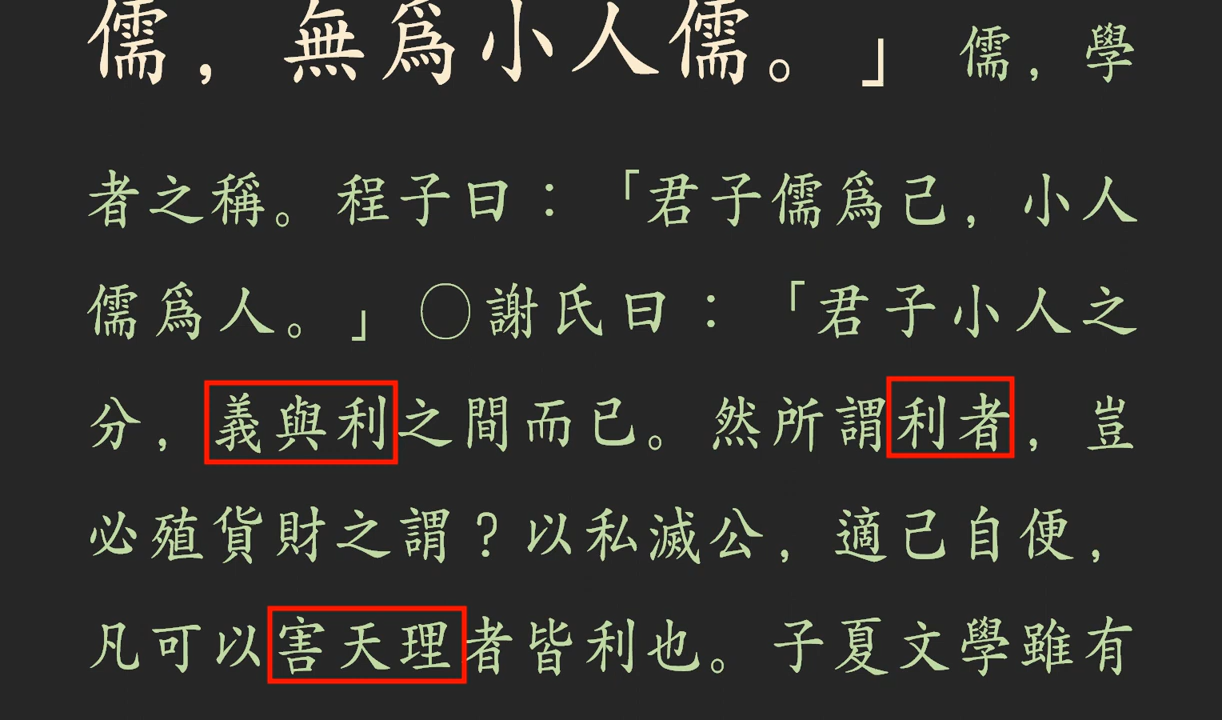 儒，無爲小人儒。」儒，學
者之稱。程子曰：「君子儒爲己，小人
儒爲人。」○謝氏曰：「君子小人之
分，義與利之間而已。然所謂利者，豈
必殖貨財之謂？以私滅公，適己自便，
凡可以害天理者皆利也。子夏文學雖有